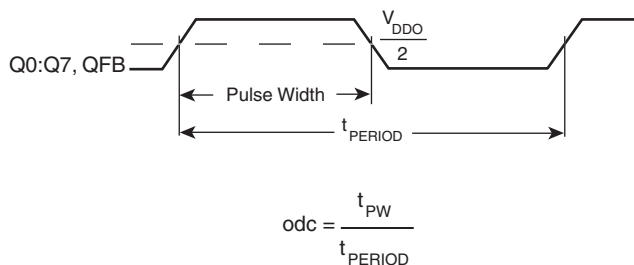 V_DDO
2
Q0:Q7, QFB
Pulse Width
t_PERIOD
odc = t_PW
t_PERIOD